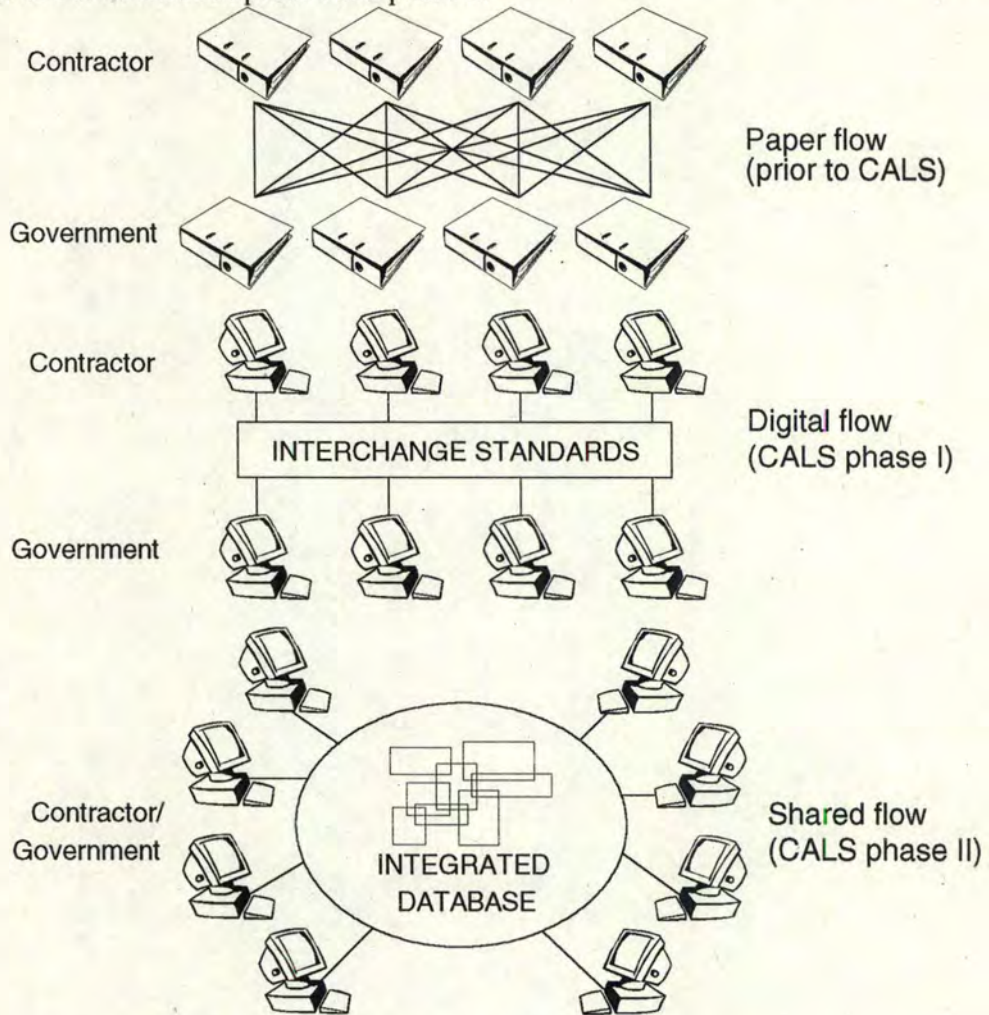 Contractor
Paper flow
(prior to CALS)
Government
Contractor
INTERCHANGE STANDARDS
Digital flow
(CALS phase I)
Government
Contractor/
Government
INTEGRATED
DATABASE
Shared flow
(CALS phase II)